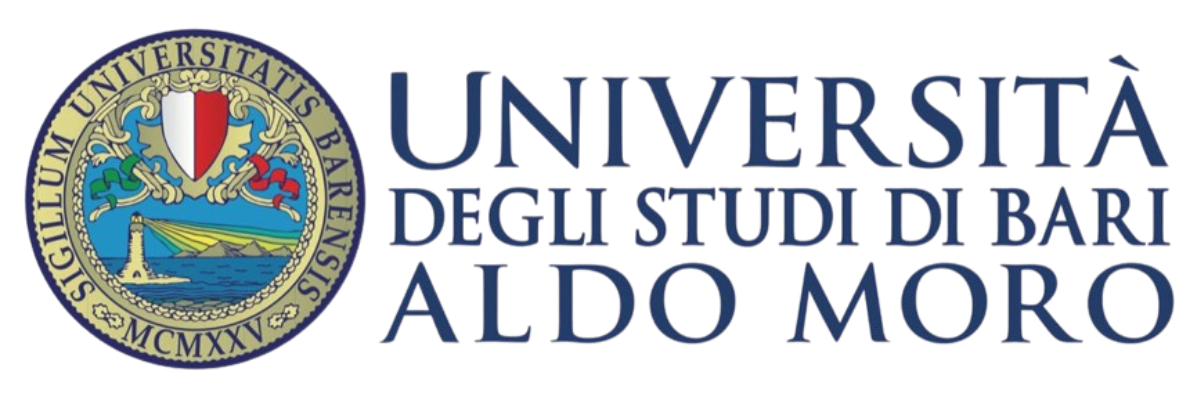 SIGILLUM UNIVERSITATIS BARENSIS
MCMXXV
UNIVERSITÀ
DEGLI STUDI DI BARI
ALDO MORO